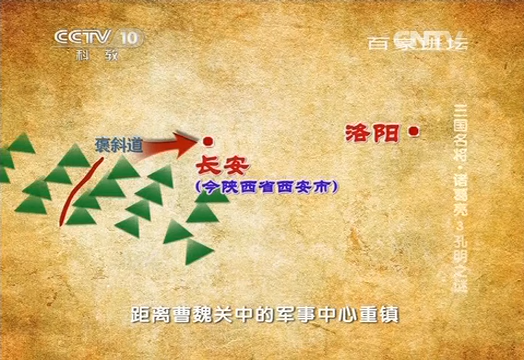 CCTV 10
科教
百家讲坛
CNTV
褒斜道
洛阳
长安
(今陕西省西安市)
三国名将·诸葛亮 3 孔明之谜
距离曹魏关中的军事中心重镇